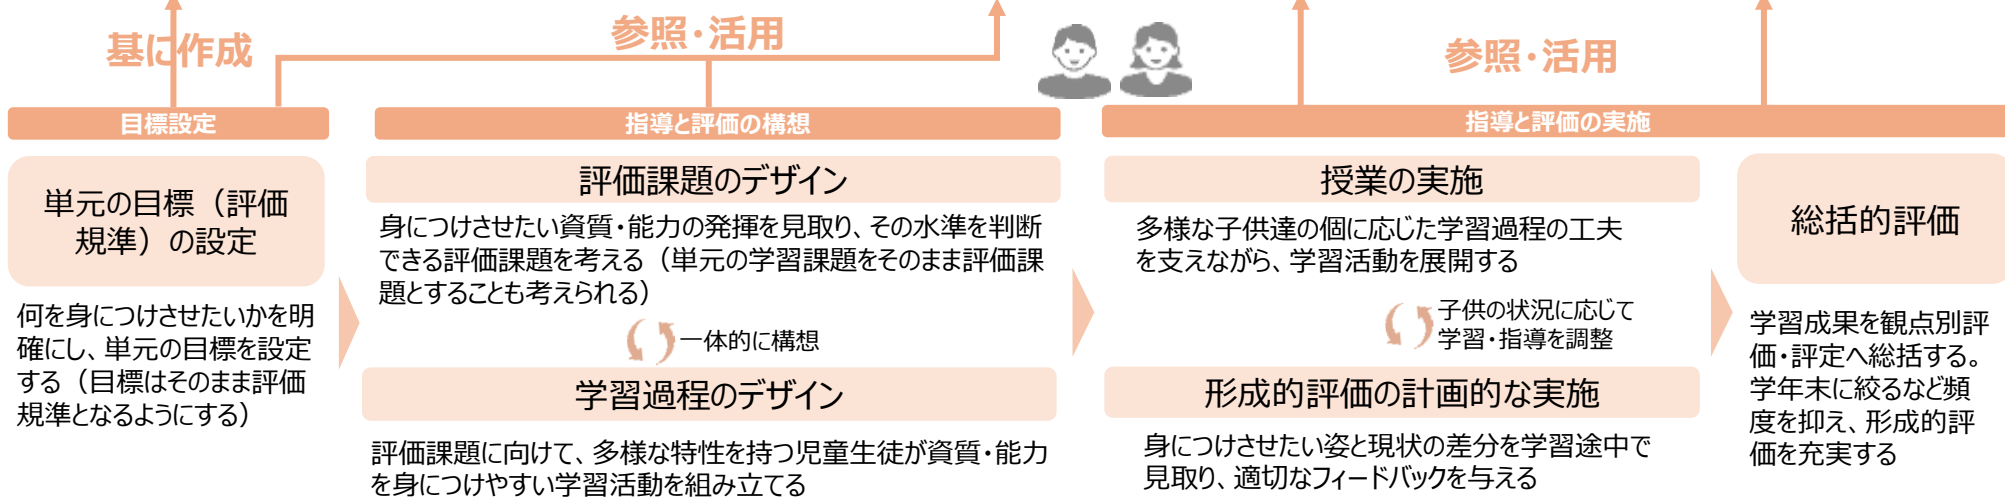 基に作成
参照・活用
参照・活用
目標設定
指導と評価の構想
指導と評価の実施
単元の目標（評価
規準）の設定
何を身につけさせたいかを明
確にし、単元の目標を設定
する（目標はそのまま評価
規準となるようにする）
評価課題のデザイン
身につけさせたい資質・能力の発揮を見取り、その水準を判断
できる評価課題を考える（単元の学習課題をそのまま評価課
題とすることも考えられる）
一体的に構想
学習過程のデザイン
評価課題に向けて、多様な特性を持つ児童生徒が資質・能力
を身につけやすい学習活動を組み立てる
授業の実施
多様な子供達の個に応じた学習過程の工夫
を支えながら、学習活動を展開する
子供の状況に応じて
学習・指導を調整
形成的評価の計画的な実施
身につけさせたい姿と現状の差分を学習途中で
見取り、適切なフィードバックを与える
総括的評価
学習成果を観点別評
価・評定へ総括する。
学年末に絞るなど頻
度を抑え、形成的評
価を充実する